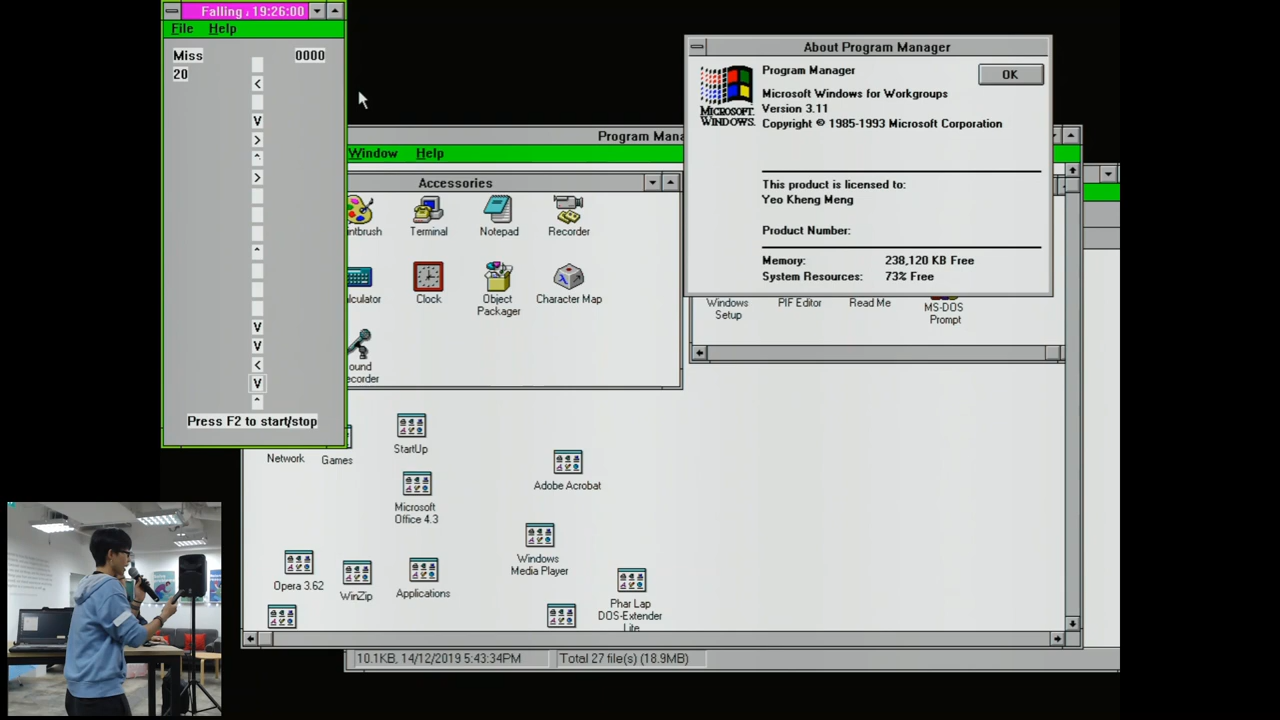 Falling 19:26:00
File Help
Miss 0000
20
<
V
>
^
>
^
V
V
<
V
^
Press F2 to start/stop
About Program Manager
Program Manager
OK
Microsoft Windows for Workgroups
Version 3.11
Copyright © 1985-1993 Microsoft Corporation
MICROSOFT.
WINDOWS.
This product is licensed to:
Yeo Kheng Meng
Product Number:
Memory: 238,120 KB Free
System Resources: 73% Free
Program Mana
Window Help
Accessories
ntbrush
Terminal
Notepad
Recorder
lculator
Clock
Object
Packager
Character Map
ound
corder
Windows
Setup
PIF Editor
Read Me
MS-DOS
Prompt
Network
Games
StartUp
Adobe Acrobat
Microsoft
Office 4.3
Windows
Media Player
Opera 3.62
WinZip
Applications
Phar Lap
DOS-Extender
Lite
10.1KB, 14/12/2019 5:43:34PM
Total 27 file(s) (18.9MB)